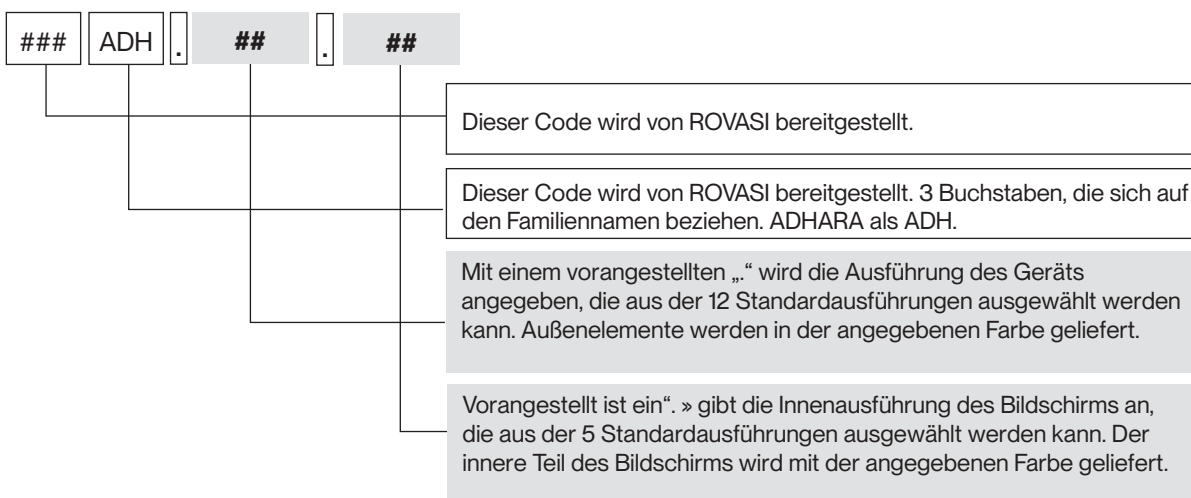 ### ADH . ## . ##
Dieser Code wird von ROVASI bereitgestellt.
Dieser Code wird von ROVASI bereitgestellt. 3 Buchstaben, die sich auf
den Familiennamen beziehen. ADHARA als ADH.
Mit einem vorangestellten „.“ wird die Ausführung des Geräts
angegeben, die aus der 12 Standardausführungen ausgewählt werden
kann. Außenelemente werden in der angegebenen Farbe geliefert.
Vorangestellt ist ein“. » gibt die Innenausführung des Bildschirms an,
die aus der 5 Standardausführungen ausgewählt werden kann. Der
innere Teil des Bildschirms wird mit der angegebenen Farbe geliefert.